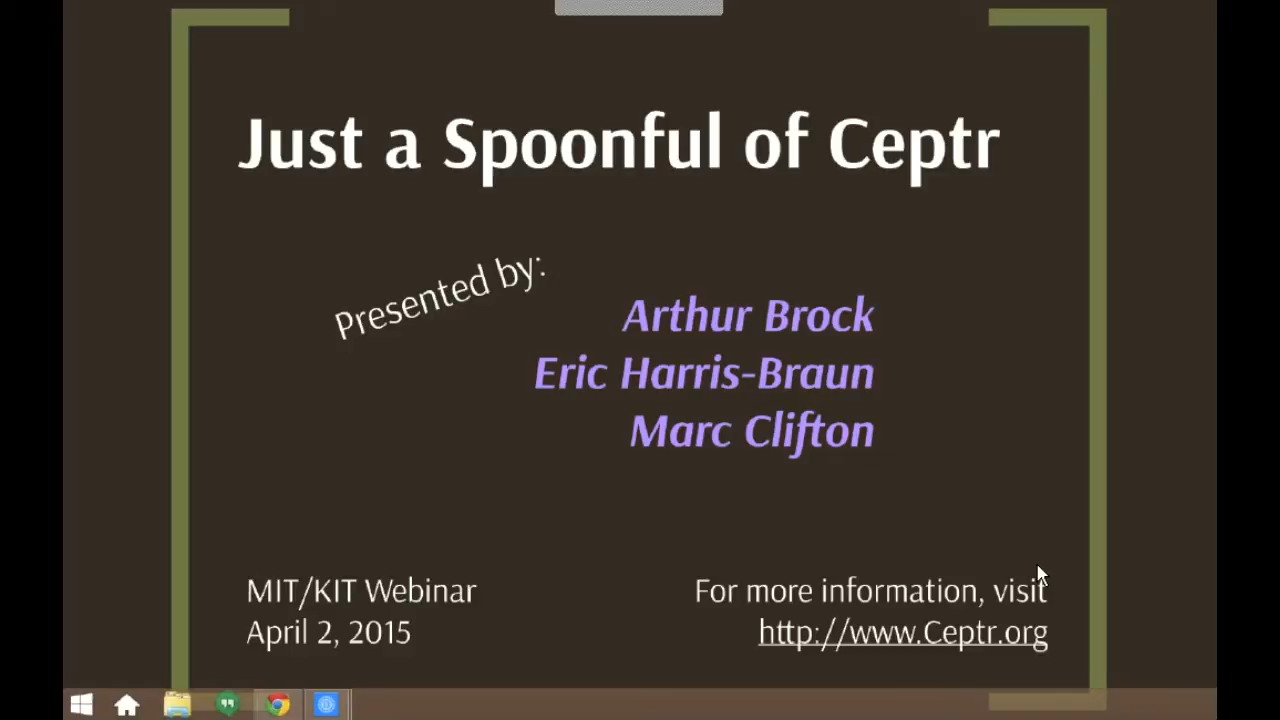 Just a Spoonful of Ceptr
Presented by:
Arthur Brock
Eric Harris-Braun
Marc Clifton
MIT/KIT Webinar
April 2, 2015
For more information, visit
http://www.Ceptr.org